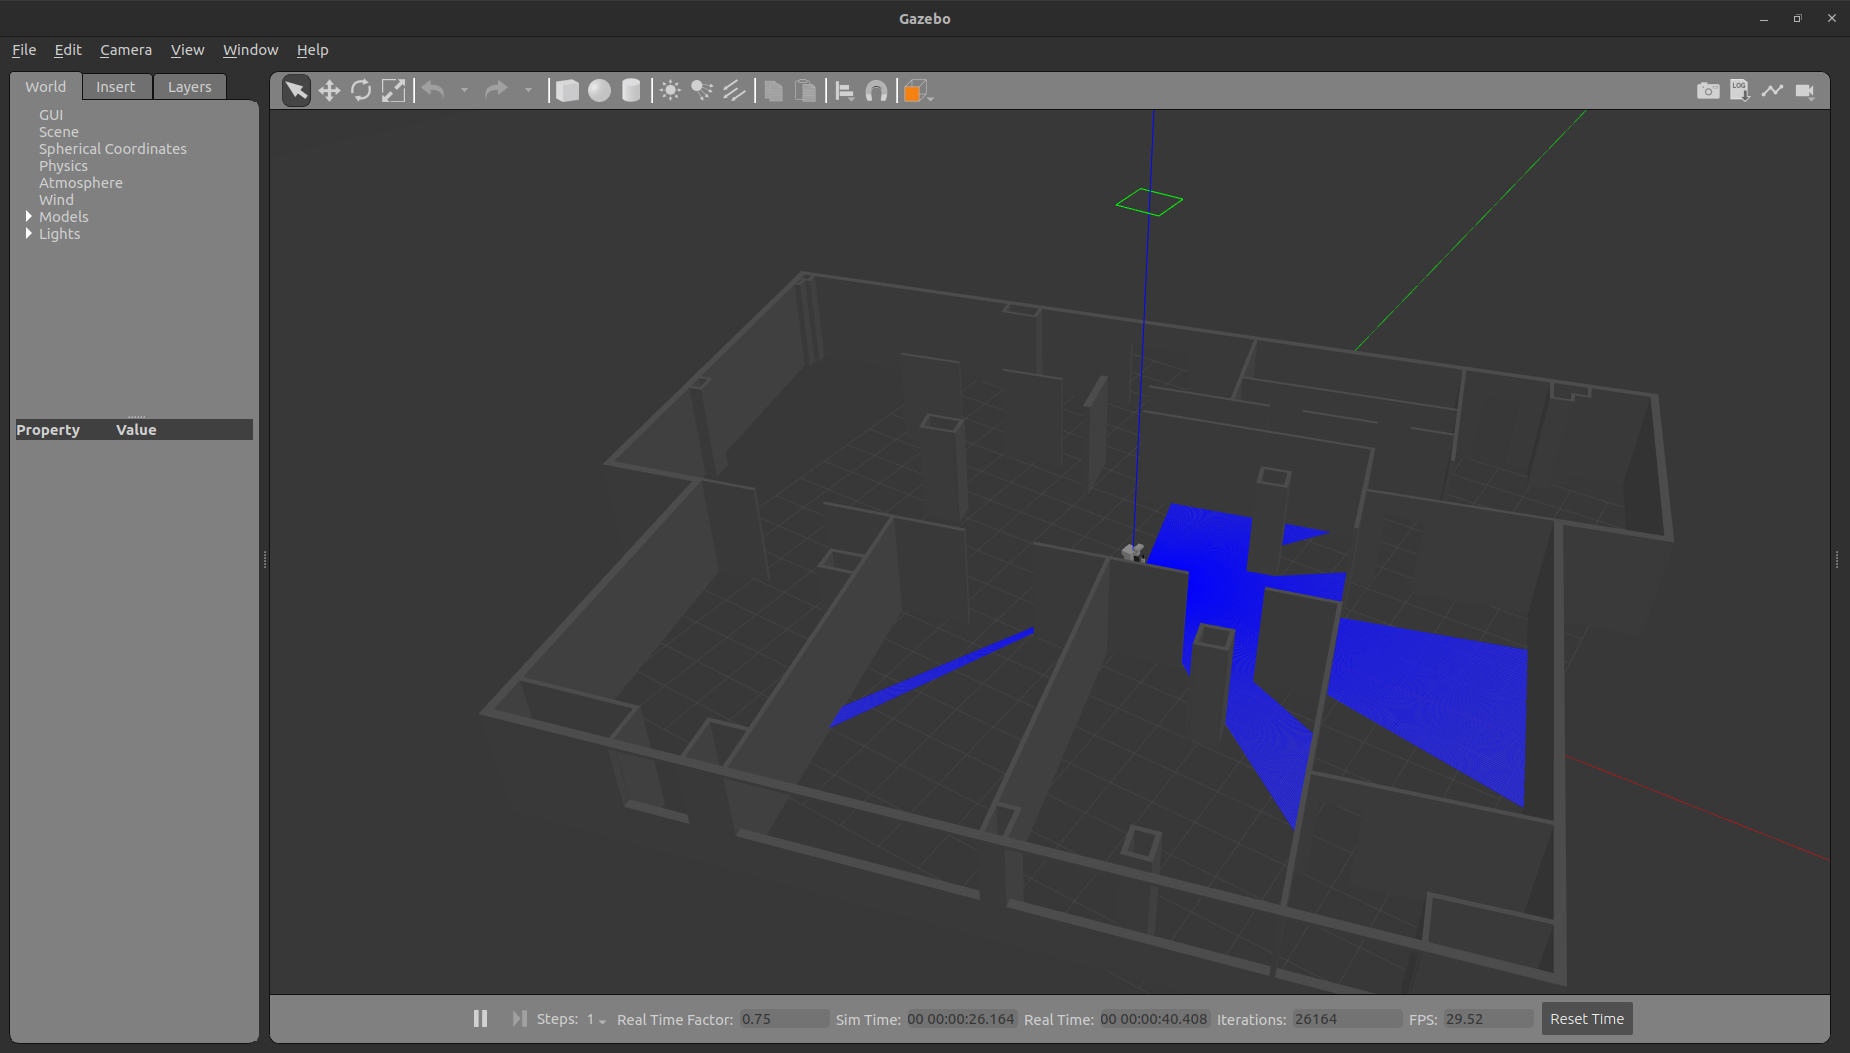 Gazebo
File Edit Camera View Window Help
World Insert Layers
GUI
Scene
Spherical Coordinates
Physics
Atmosphere
Wind
Models
Lights
Property Value
LOG
Steps: 1 Real Time Factor: 0.75 Sim Time: 00 00:00:26.164 Real Time: 00 00:00:40.408 Iterations: 26164 FPS: 29.52 Reset Time